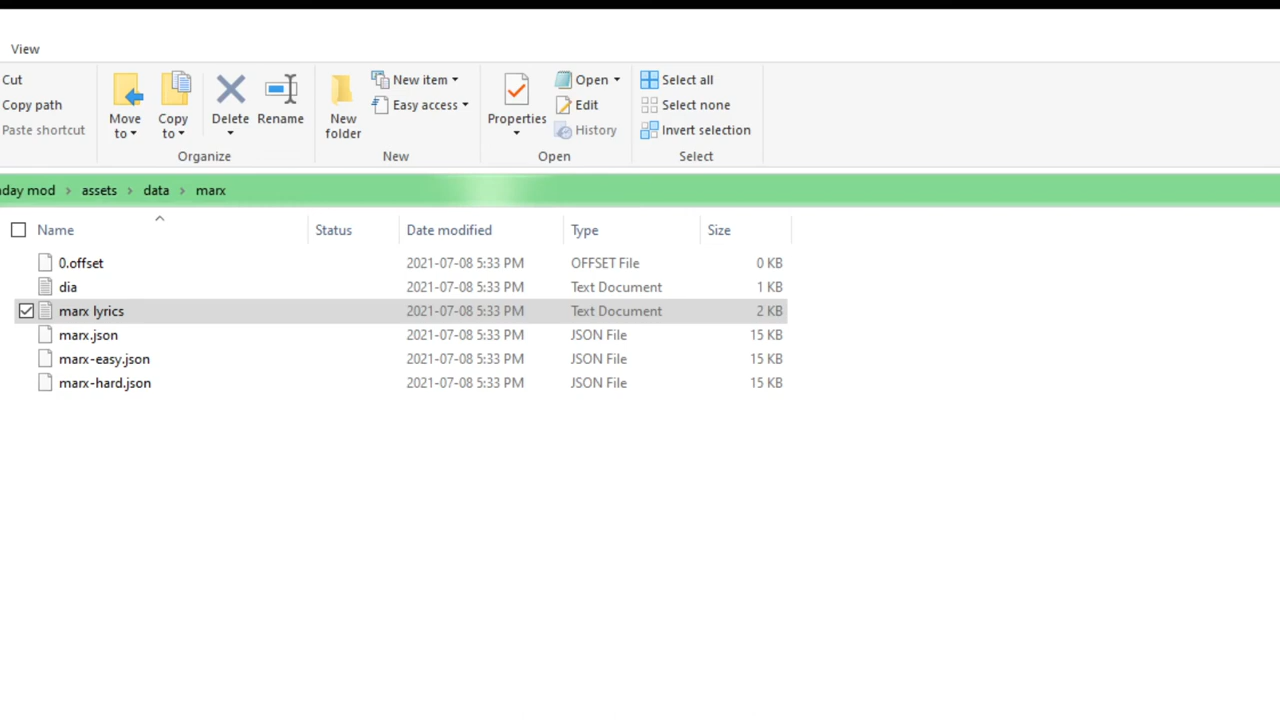 View
Cut
Copy path
Paste shortcut
Move to
Copy to
Delete
Rename
Organize
New folder
New item
Easy access
New
Properties
Open
Edit
History
Open
Select all
Select none
Invert selection
Select
day mod > assets > data > marx
Name Status Date modified Type Size
0.offset 2021-07-08 5:33 PM OFFSET File 0 KB
dia 2021-07-08 5:33 PM Text Document 1 KB
marx lyrics 2021-07-08 5:33 PM Text Document 2 KB
marx.json 2021-07-08 5:33 PM JSON File 15 KB
marx-easy.json 2021-07-08 5:33 PM JSON File 15 KB
marx-hard.json 2021-07-08 5:33 PM JSON File 15 KB